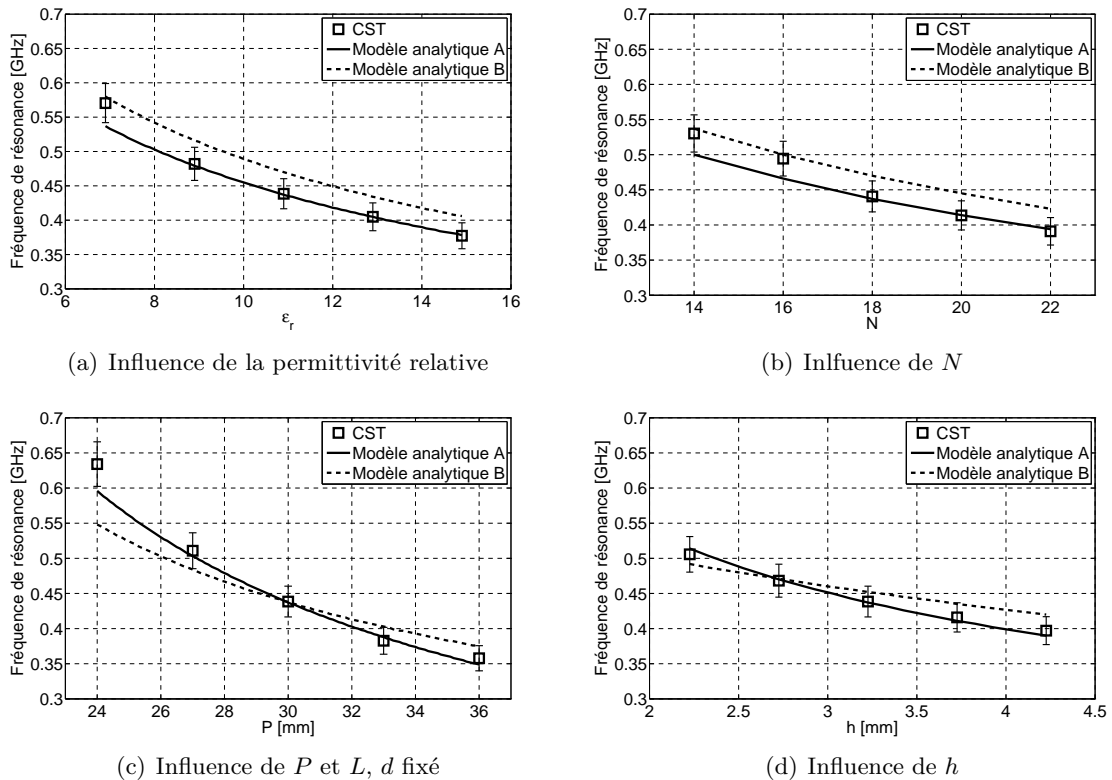 0.7
0.65
0.6
0.55
0.5
0.45
0.4
0.35
0.3
Fréquence de résonance [GHz]
CST
Modèle analytique A
Modèle analytique B
6 8 10 12 14 16
εr
(a) Influence de la permittivité relative
0.7
0.65
0.6
0.55
0.5
0.45
0.4
0.35
0.3
Fréquence de résonance [GHz]
CST
Modèle analytique A
Modèle analytique B
14 16 18 20 22
N
(b) Inlfuence de N
0.7
0.65
0.6
0.55
0.5
0.45
0.4
0.35
0.3
Fréquence de résonance [GHz]
CST
Modèle analytique A
Modèle analytique B
24 26 28 30 32 34 36
P [mm]
(c) Influence de P et L, d fixé
0.7
0.65
0.6
0.55
0.5
0.45
0.4
0.35
0.3
Fréquence de résonance [GHz]
CST
Modèle analytique A
Modèle analytique B
2 2.5 3 3.5 4 4.5
h [mm]
(d) Influence de h